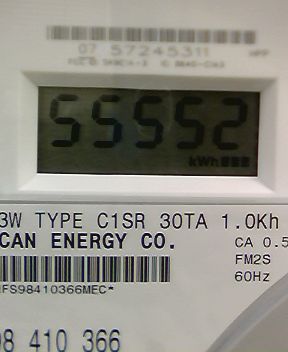 07 57245311
55552
kWh
3W TYPE C1SR 30TA 1.0Kh
CAN ENERGY CO.
CA 0.5
FM2S
60Hz
98 410 366